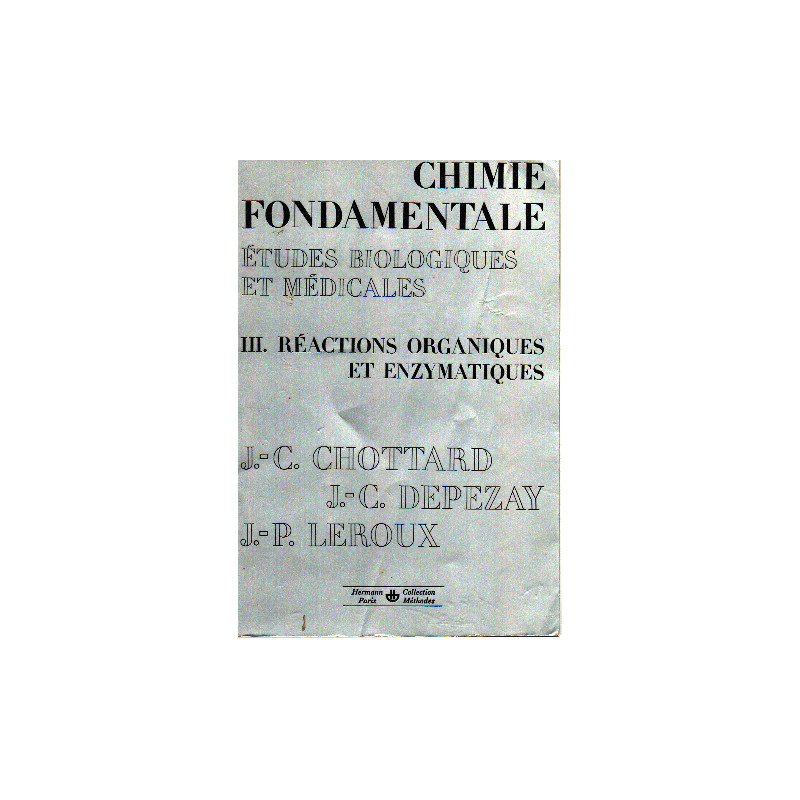 CHIMIE
FONDAMENTALE
ÉTUDES BIOLOGIQUES
ET MÉDICALES
III. RÉACTIONS ORGANIQUES
ET ENZYMATIQUES
J.-C. CHOTTARD
J.-C. DEPEZAY
J.-P. LEROUX
Hermann Collection
Paris Méthodes